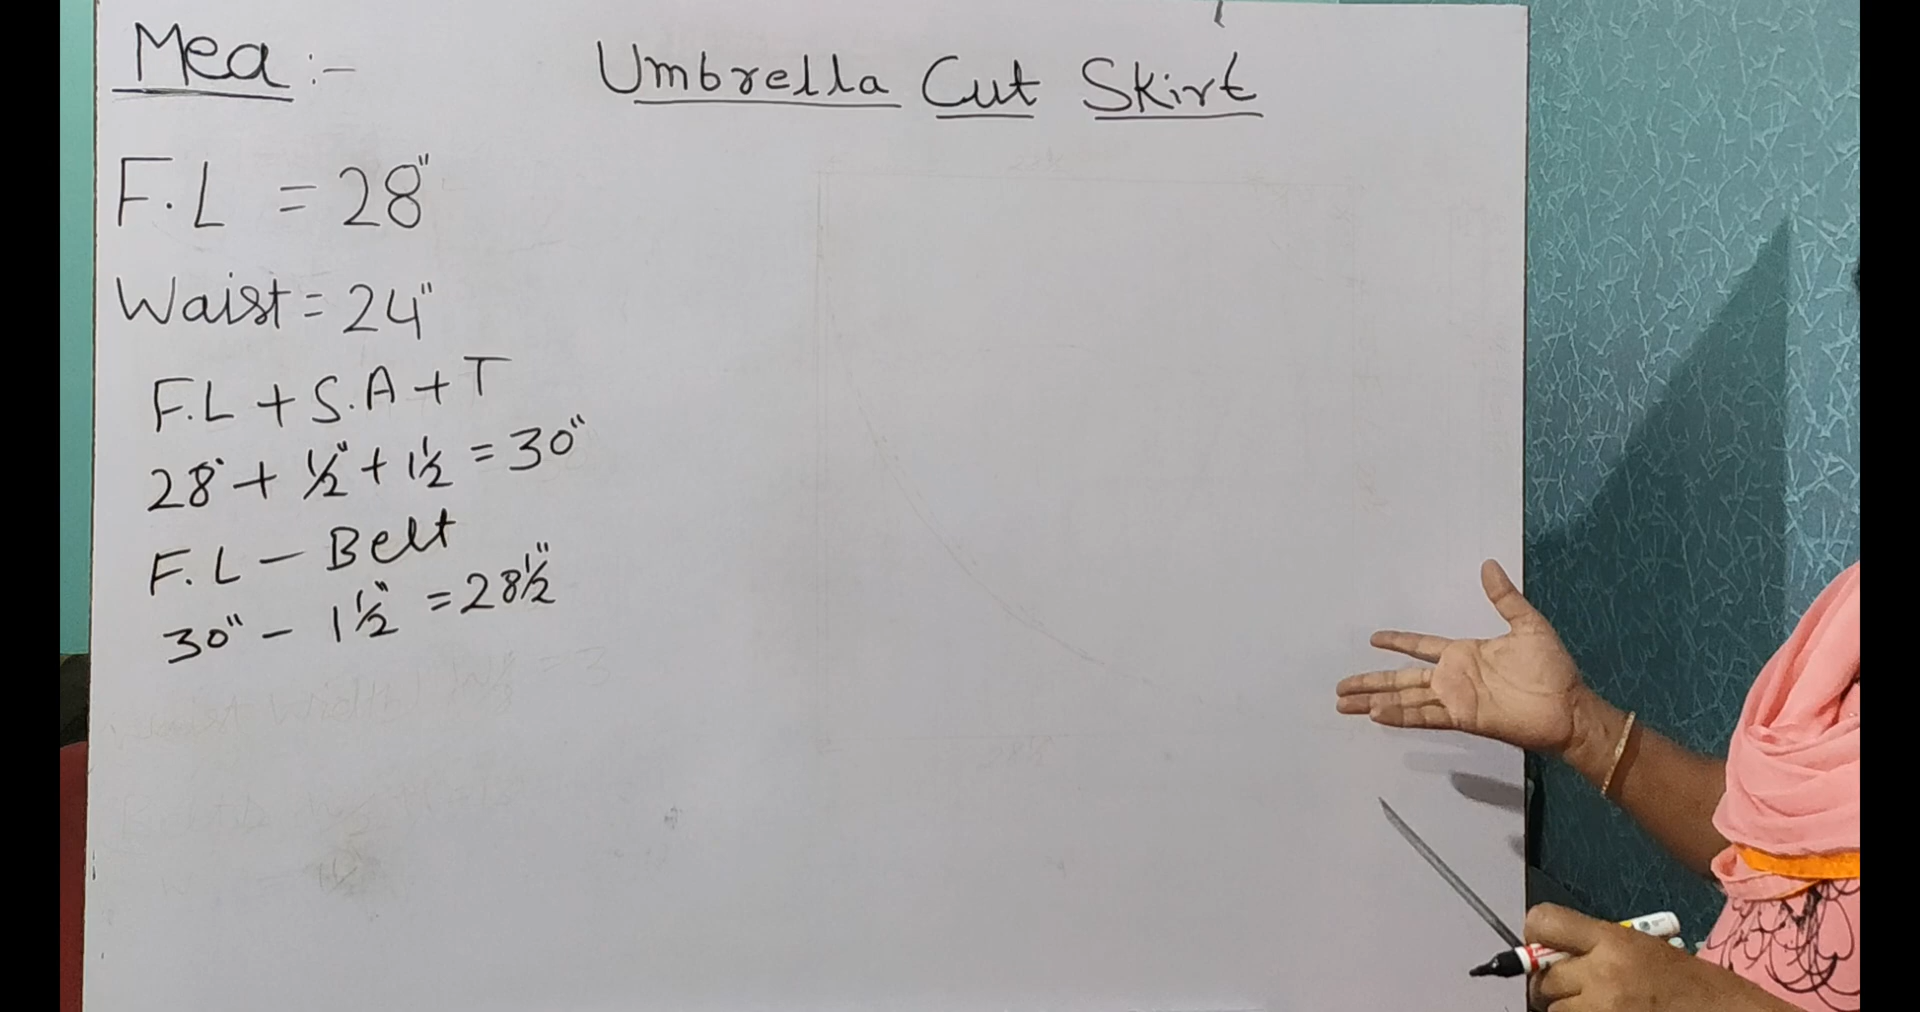 Mea :-
Umbrella Cut Skirt
F.L = 28"
Waist = 24"
F.L + S.A + T
28" + ½" + 1½ = 30"
F.L - Belt
30" - 1½" = 28½"